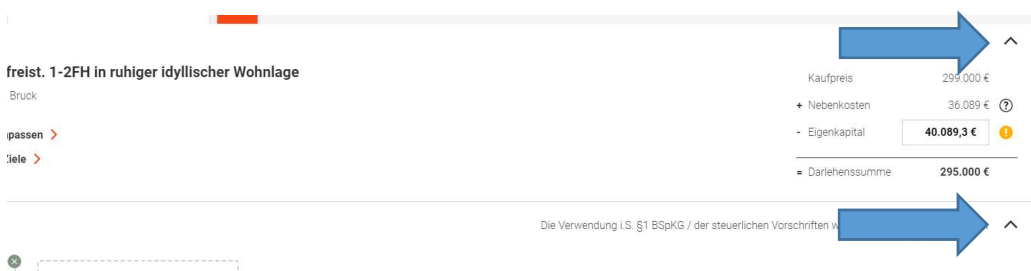 freist. 1-2FH in ruhiger idyllischer Wohnlage
Bruck
passen
Ziele
Kaufpreis 299.000 €
+ Nebenkosten 36.089 € ?
- Eigenkapital 40.089,3 € !
= Darlehenssumme 295.000 €
Die Verwendung i.S. §1 BSpKG / der steuerlichen Vorschriften